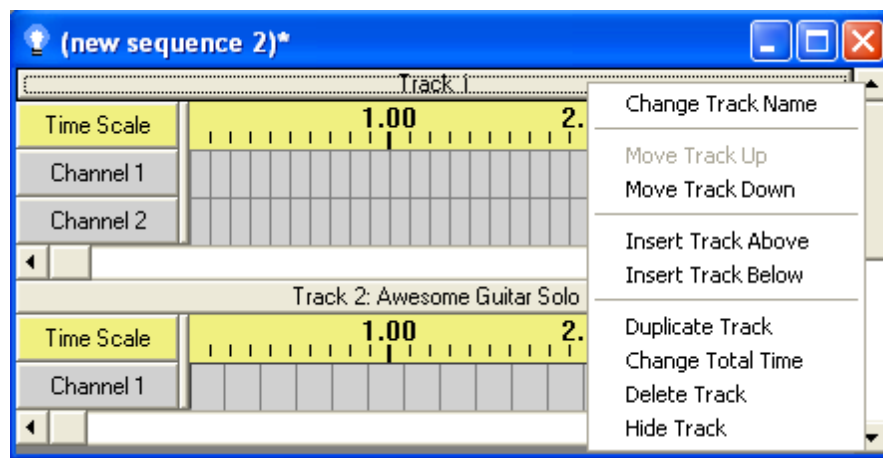 (new sequence 2)*
Track 1
Time Scale 1.00 2.
Channel 1
Channel 2
Track 2: Awesome Guitar Solo
Time Scale 1.00 2.
Channel 1
Change Track Name
Move Track Up
Move Track Down
Insert Track Above
Insert Track Below
Duplicate Track
Change Total Time
Delete Track
Hide Track